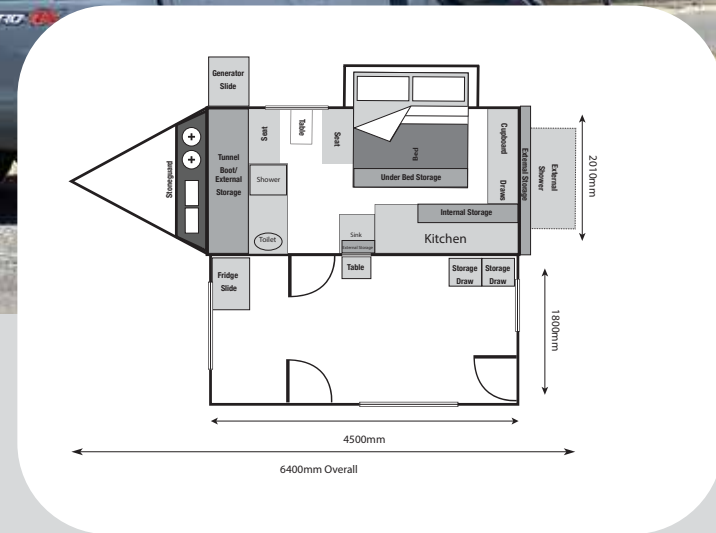 Generator
Slide
Stoneguard
Tunnel
Boot/
External
Storage
Seat
Table
Seat
Shower
Toilet
Bed
Under Bed Storage
Cupboard
Draws
External Storage
External
Shower
2010mm
Internal Storage
Kitchen
Sink
External Storage
Table
Fridge
Slide
Storage
Draw
Storage
Draw
1800mm
4500mm
6400mm Overall